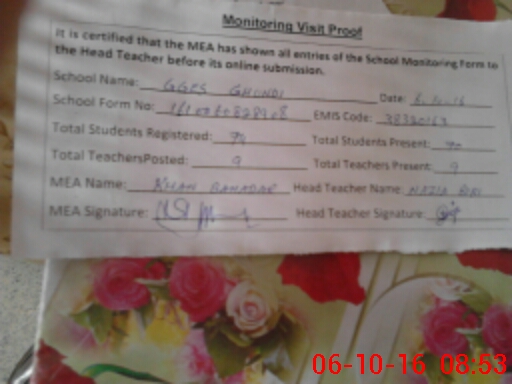 Monitoring Visit Proof
It is certified that the MEA has shown all entries of the School Monitoring Form to
the Head Teacher before its online submission.
School Name: GGPS GHUNDI Date:
School Form No: EMIS Code:
Total Students Registered: Total Students Present:
Total TeachersPosted: 9 Total Teachers Present: 9
MEA Name: KHAN BAHADAR Head Teacher Name: NAZIA BIBI
MEA Signature: Head Teacher Signature:
06-10-16 08:53